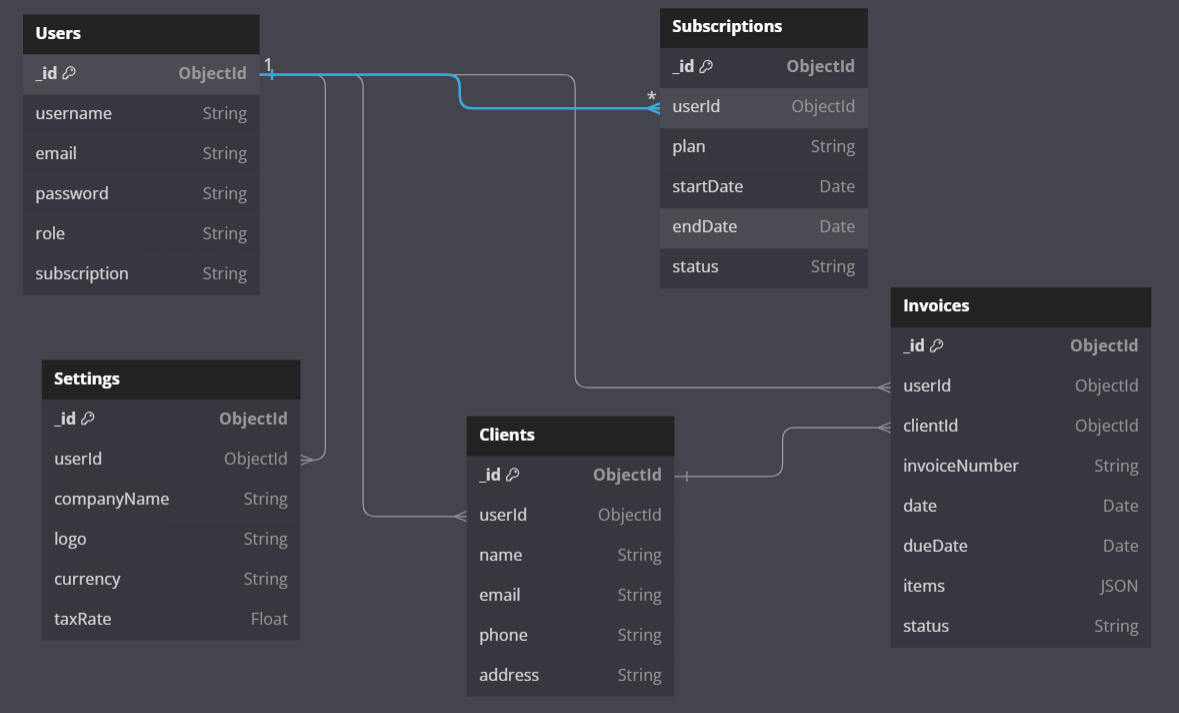 Users
_id ObjectId
username String
email String
password String
role String
subscription String
1
*
Subscriptions
_id ObjectId
userId ObjectId
plan String
startDate Date
endDate Date
status String
Settings
_id ObjectId
userId ObjectId
companyName String
logo String
currency String
taxRate Float
Clients
_id ObjectId
userId ObjectId
name String
email String
phone String
address String
Invoices
_id ObjectId
userId ObjectId
clientId ObjectId
invoiceNumber String
date Date
dueDate Date
items JSON
status String